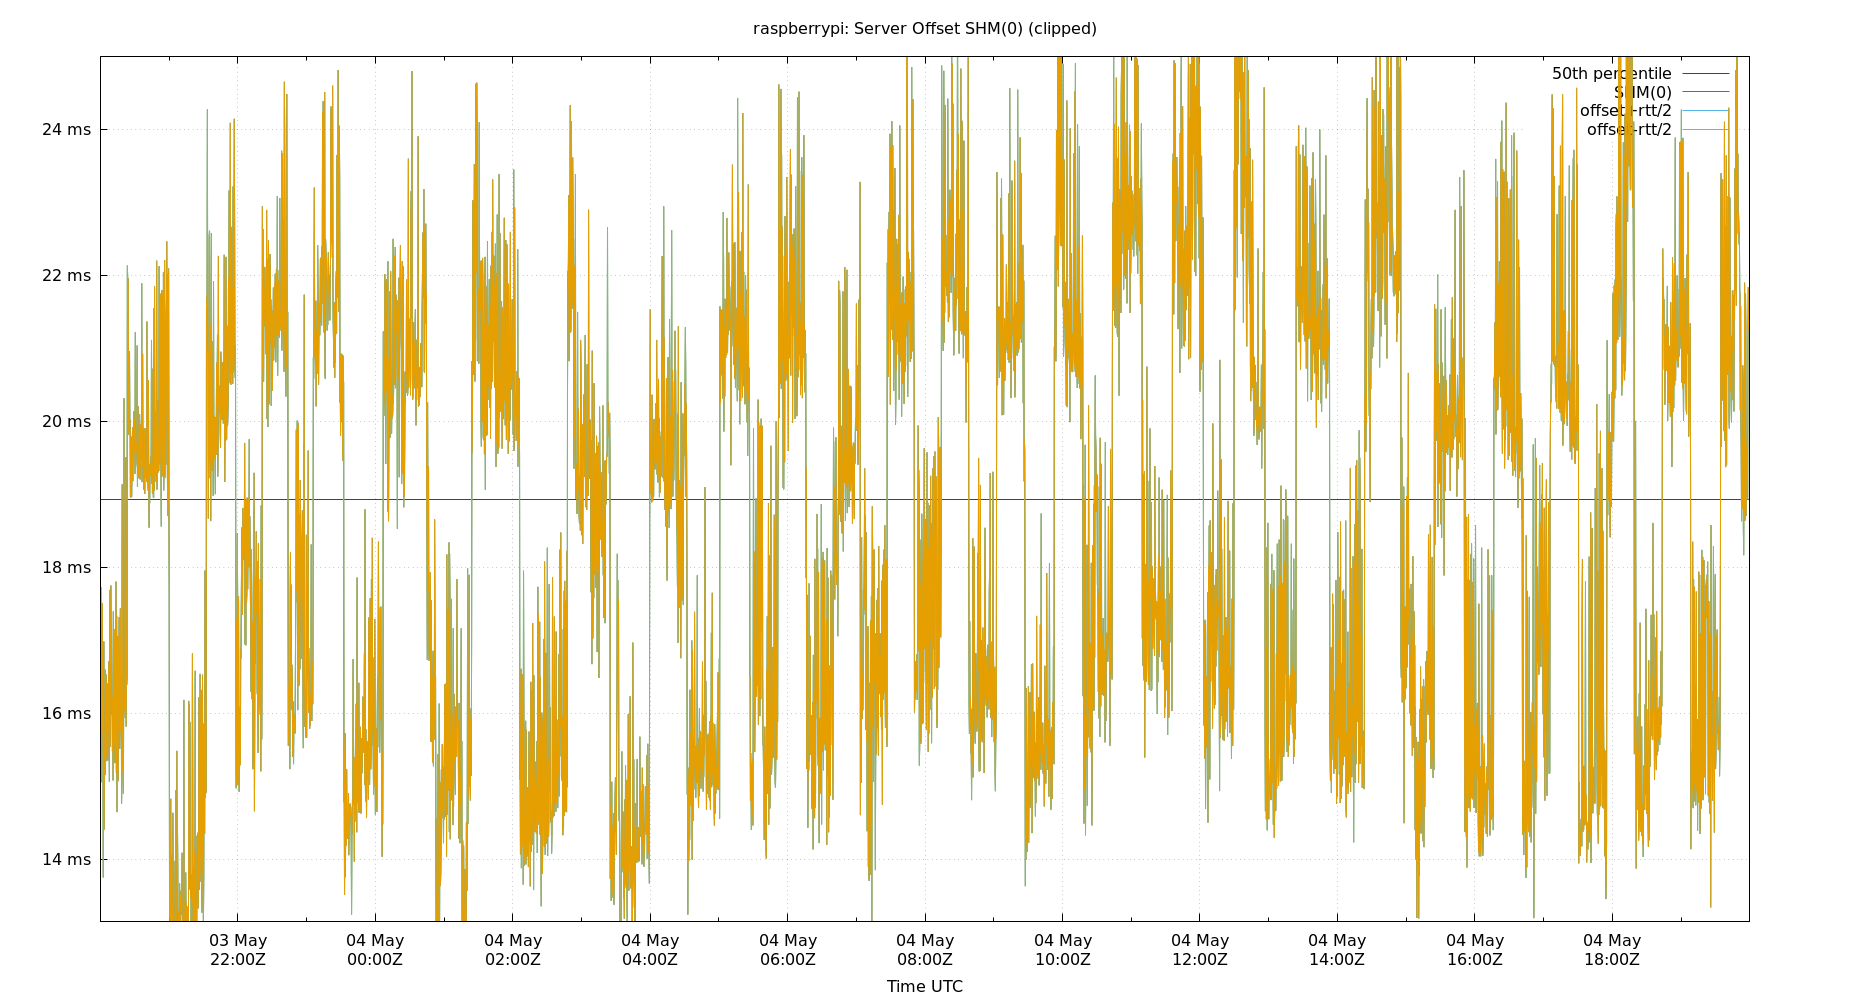 raspberrypi: Server Offset SHM(0) (clipped)
50th percentile
SHM(0)
offset+rtt/2
offset-rtt/2
24 ms
22 ms
20 ms
18 ms
16 ms
14 ms
03 May
22:00Z
04 May
00:00Z
04 May
02:00Z
04 May
04:00Z
04 May
06:00Z
04 May
08:00Z
04 May
10:00Z
04 May
12:00Z
04 May
14:00Z
04 May
16:00Z
04 May
18:00Z
Time UTC